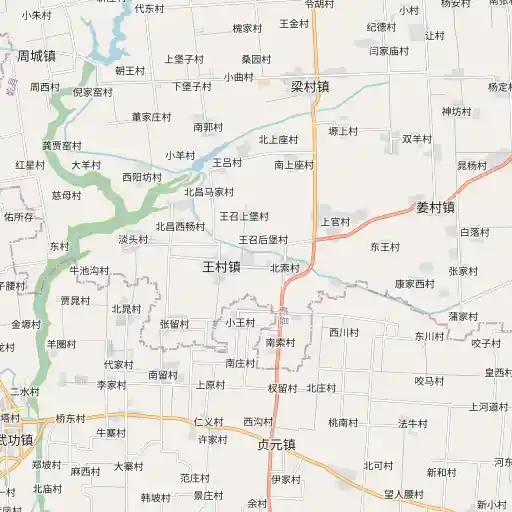 小朱村
代东村
槐家村
王金村
令胡村
小村
杨安村
纪德村
让村
周城镇
上堡子村
桑园村
闫家庙村
朝王村
小曲村
周西村
倪家窑村
下堡子村
梁村镇
杨定村
乾县
董家庄村
南郭村
神坊村
塬上村
北上座村
双羊村
龚贾窑村
小羊村
王吕村
南上座村
晁杨村
红星村
大羊村
西阳坊村
慈母村
北昌马家村
姜村镇
佑所存
王召上堡村
上官村
北昌西畅村
白落村
东村
淡头村
王召后堡村
东王村
牛池沟村
王村镇
北索村
张家村
子腰村
康家西村
贾晁村
北晁村
蒲家村
金塬村
张留村
小王村
西川村
东川村
羊圈村
南索村
咬子村
代家村
南庄村
南留村
皇西村
李家村
上原村
杈留村
北庄村
咬马村
二水村
上河道村
塔村
桥东村
仁义村
西沟村
桃南村
法牛村
武功镇
牛寨村
许家村
贞元镇
郑坡村
麻西村
大寨村
北可村
新和村
范庄村
伊家村
北庙村
韩坡村
景庄村
余村
望人腰村
新小村